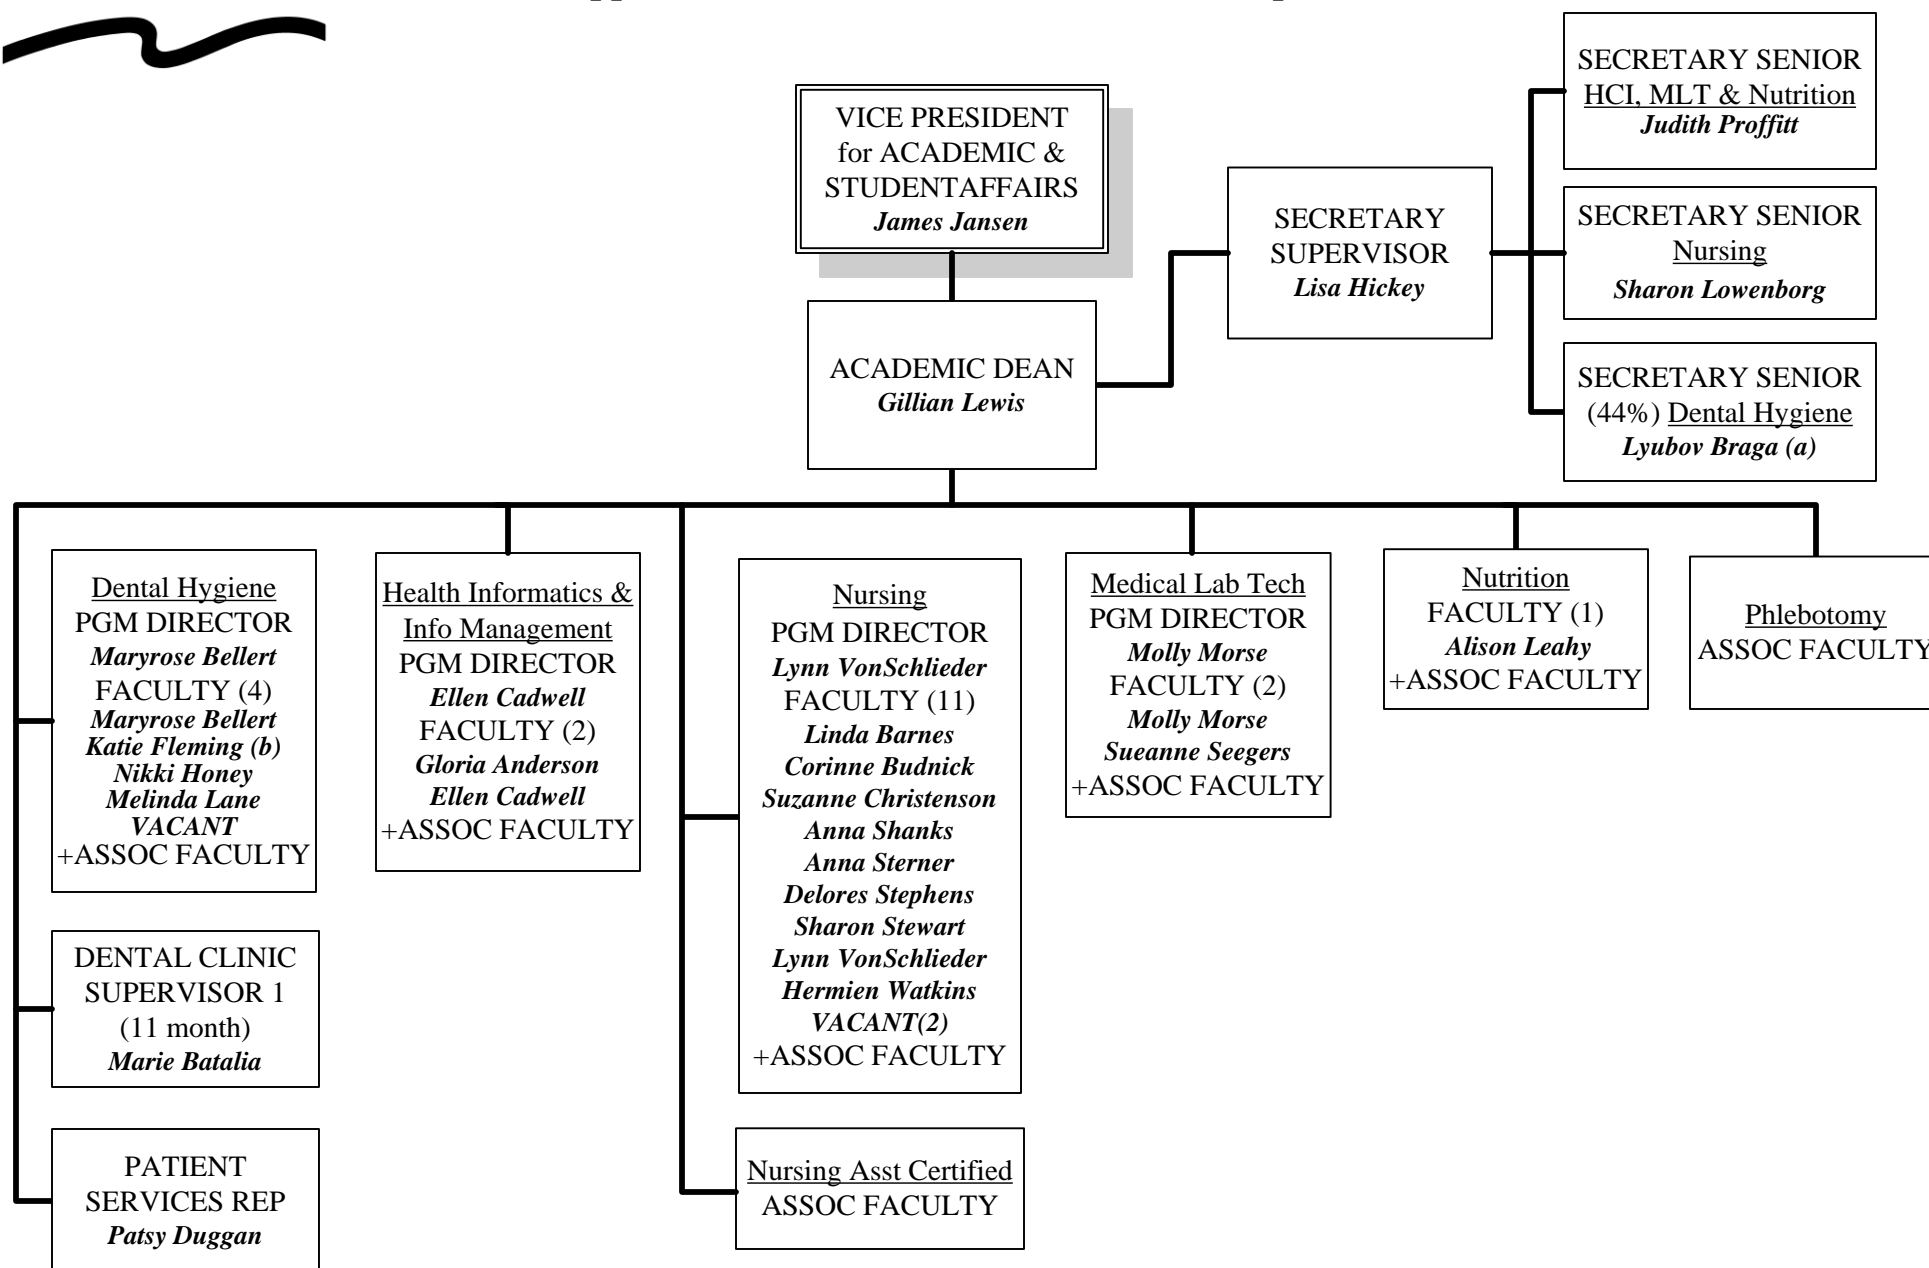 VICE PRESIDENT
for ACADEMIC &
STUDENTAFFAIRS
James Jansen
ACADEMIC DEAN
Gillian Lewis
SECRETARY
SUPERVISOR
Lisa Hickey
SECRETARY SENIOR
HCI, MLT & Nutrition
Judith Proffitt
SECRETARY SENIOR
Nursing
Sharon Lowenborg
SECRETARY SENIOR
(44%) Dental Hygiene
Lyubov Braga (a)
Dental Hygiene
PGM DIRECTOR
Maryrose Bellert
FACULTY (4)
Maryrose Bellert
Katie Fleming (b)
Nikki Honey
Melinda Lane
VACANT
+ASSOC FACULTY
DENTAL CLINIC
SUPERVISOR 1
(11 month)
Marie Batalia
PATIENT
SERVICES REP
Patsy Duggan
Health Informatics &
Info Management
PGM DIRECTOR
Ellen Cadwell
FACULTY (2)
Gloria Anderson
Ellen Cadwell
+ASSOC FACULTY
Nursing
PGM DIRECTOR
Lynn VonSchlieder
FACULTY (11)
Linda Barnes
Corinne Budnick
Suzanne Christenson
Anna Shanks
Anna Sterner
Delores Stephens
Sharon Stewart
Lynn VonSchlieder
Hermien Watkins
VACANT(2)
+ASSOC FACULTY
Nursing Asst Certified
ASSOC FACULTY
Medical Lab Tech
PGM DIRECTOR
Molly Morse
FACULTY (2)
Molly Morse
Sueanne Seegers
+ASSOC FACULTY
Nutrition
FACULTY (1)
Alison Leahy
+ASSOC FACULTY
Phlebotomy
ASSOC FACULTY